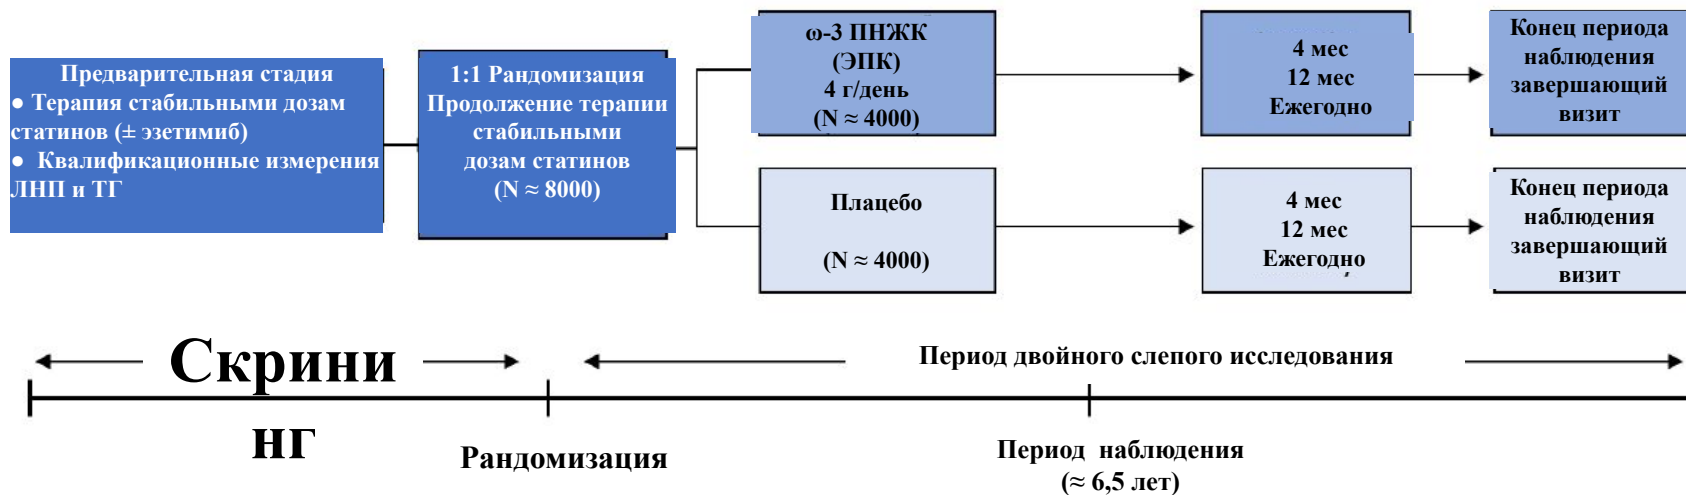 Предварительная стадия
● Терапия стабильными дозам
статинов (± эзетимиб)
● Квалификационные измерения
ЛНП и ТГ
1:1 Рандомизация
Продолжение терапии
стабильными
дозам статинов
(N ≈ 8000)
ω-3 ПНЖК
(ЭПК)
4 г/день
(N ≈ 4000)
4 мес
12 мес
Ежегодно
Конец периода
наблюдения
завершающий
визит
Плацебо
(N ≈ 4000)
4 мес
12 мес
Ежегодно
Конец периода
наблюдения
завершающий
визит
Скрини
нг
Период двойного слепого исследования
Рандомизация
Период наблюдения
(≈ 6,5 лет)